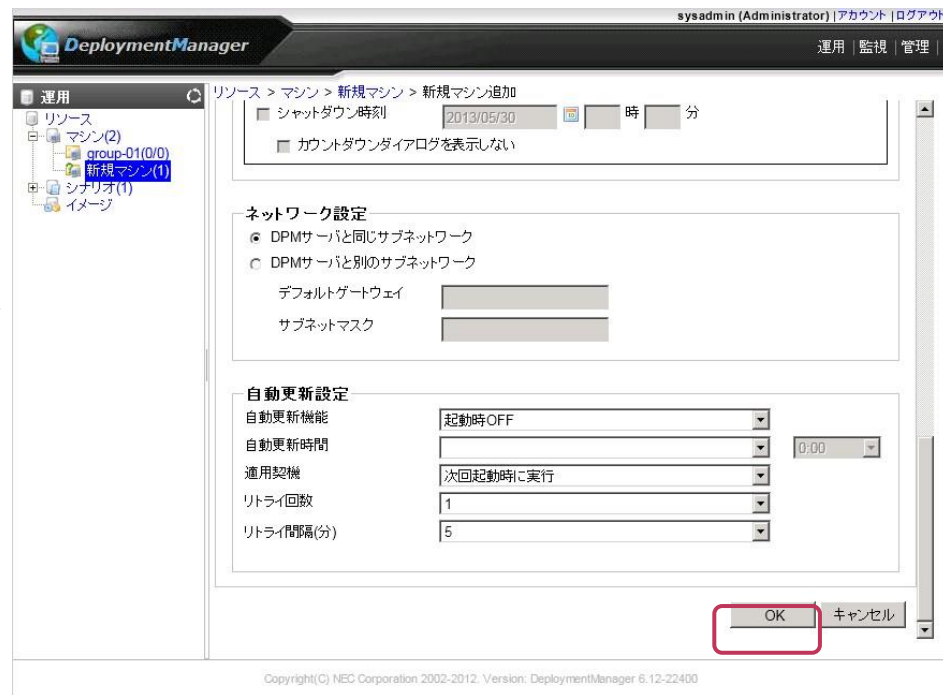 sysadmin (Administrator) | アカウント | ログアウト
DeploymentManager
運用 | 監視 | 管理 |
運用
リソース
マシン(2)
group-01(0/0)
新規マシン(1)
シナリオ(1)
イメージ
リソース > マシン > 新規マシン > 新規マシン追加
シャットダウン時刻 2013/05/30 時 分
カウントダウンダイアログを表示しない
ネットワーク設定
DPMサーバと同じサブネットワーク
DPMサーバと別のサブネットワーク
デフォルトゲートウェイ
サブネットマスク
自動更新設定
自動更新機能 起動時OFF
自動更新時間 0:00
適用契機 次回起動時に実行
リトライ回数 1
リトライ間隔(分) 5
OK キャンセル
Copyright(C) NEC Corporation 2002-2012. Version: DeploymentManager 6.12-22400